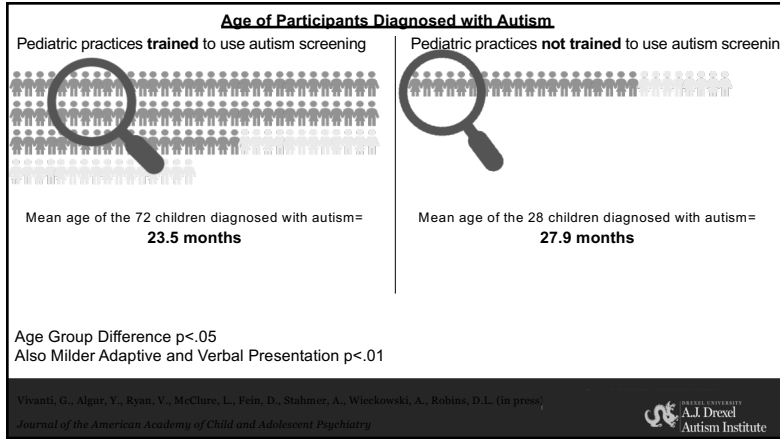 Age of Participants Diagnosed with Autism
Pediatric practices trained to use autism screening
Pediatric practices not trained to use autism screenin
Mean age of the 72 children diagnosed with autism=
23.5 months
Mean age of the 28 children diagnosed with autism=
27.9 months
Age Group Difference p<.05
Also Milder Adaptive and Verbal Presentation p<.01
Vivanti, G., Algur, Y., Ryan, V., McClure, L., Fein, D., Stahmer, A., Wieckowski, A., Robins, D.L. (in press)
Journal of the American Academy of Child and Adolescent Psychiatry
DREXEL UNIVERSITY
A.J. Drexel
Autism Institute